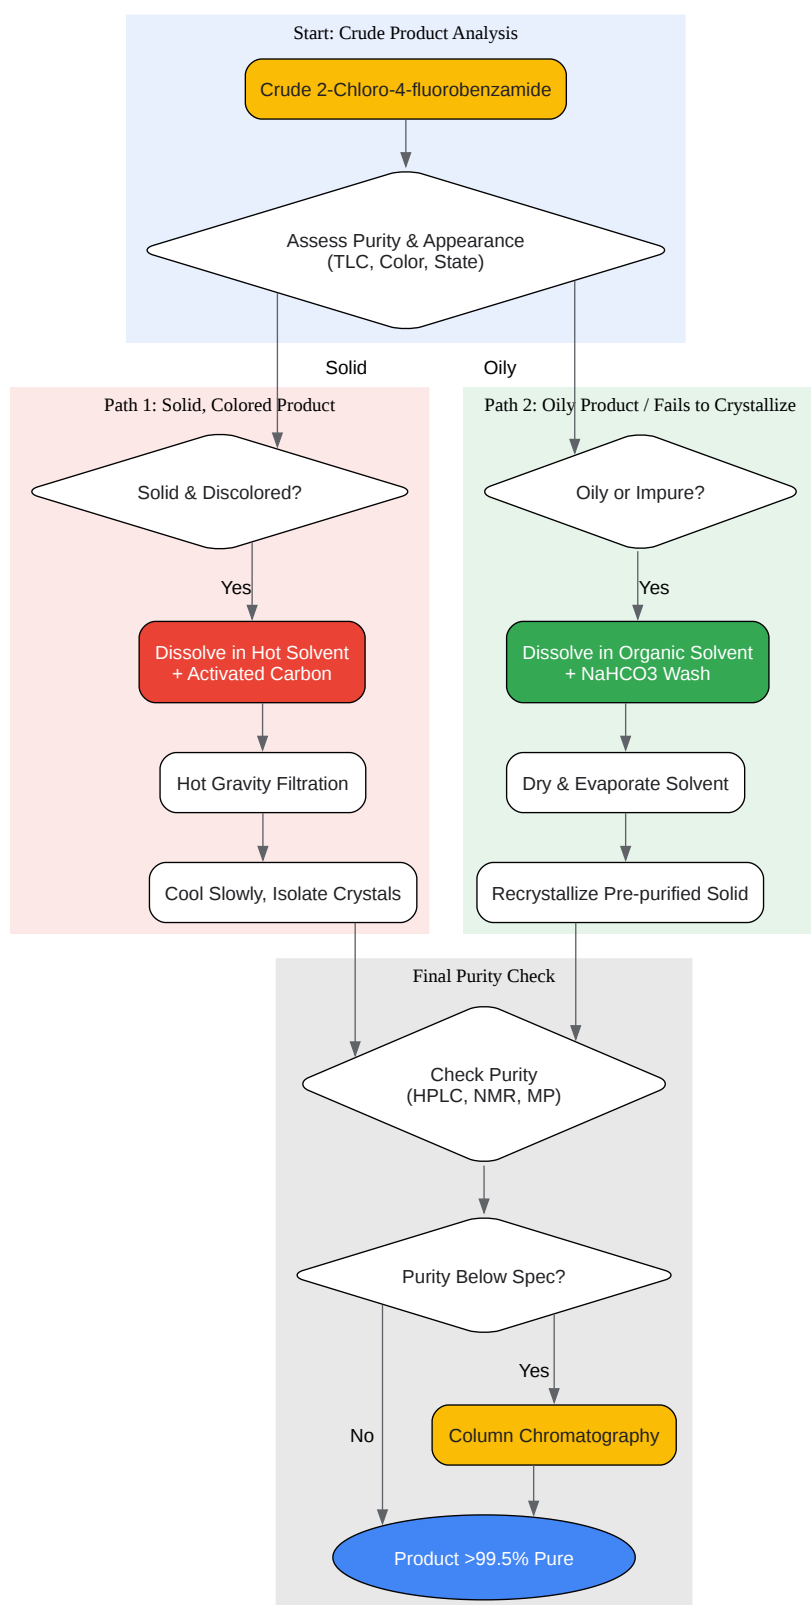 Start: Crude Product Analysis
Crude 2-Chloro-4-fluorobenzamide
Assess Purity & Appearance
(TLC, Color, State)
Solid
Oily
Path 1: Solid, Colored Product
Path 2: Oily Product / Fails to Crystallize
Solid & Discolored?
Oily or Impure?
Yes
Yes
Dissolve in Hot Solvent
+ Activated Carbon
Dissolve in Organic Solvent
+ NaHCO3 Wash
Hot Gravity Filtration
Dry & Evaporate Solvent
Cool Slowly, Isolate Crystals
Recrystallize Pre-purified Solid
Final Purity Check
Check Purity
(HPLC, NMR, MP)
Purity Below Spec?
Yes
No
Column Chromatography
Product >99.5% Pure